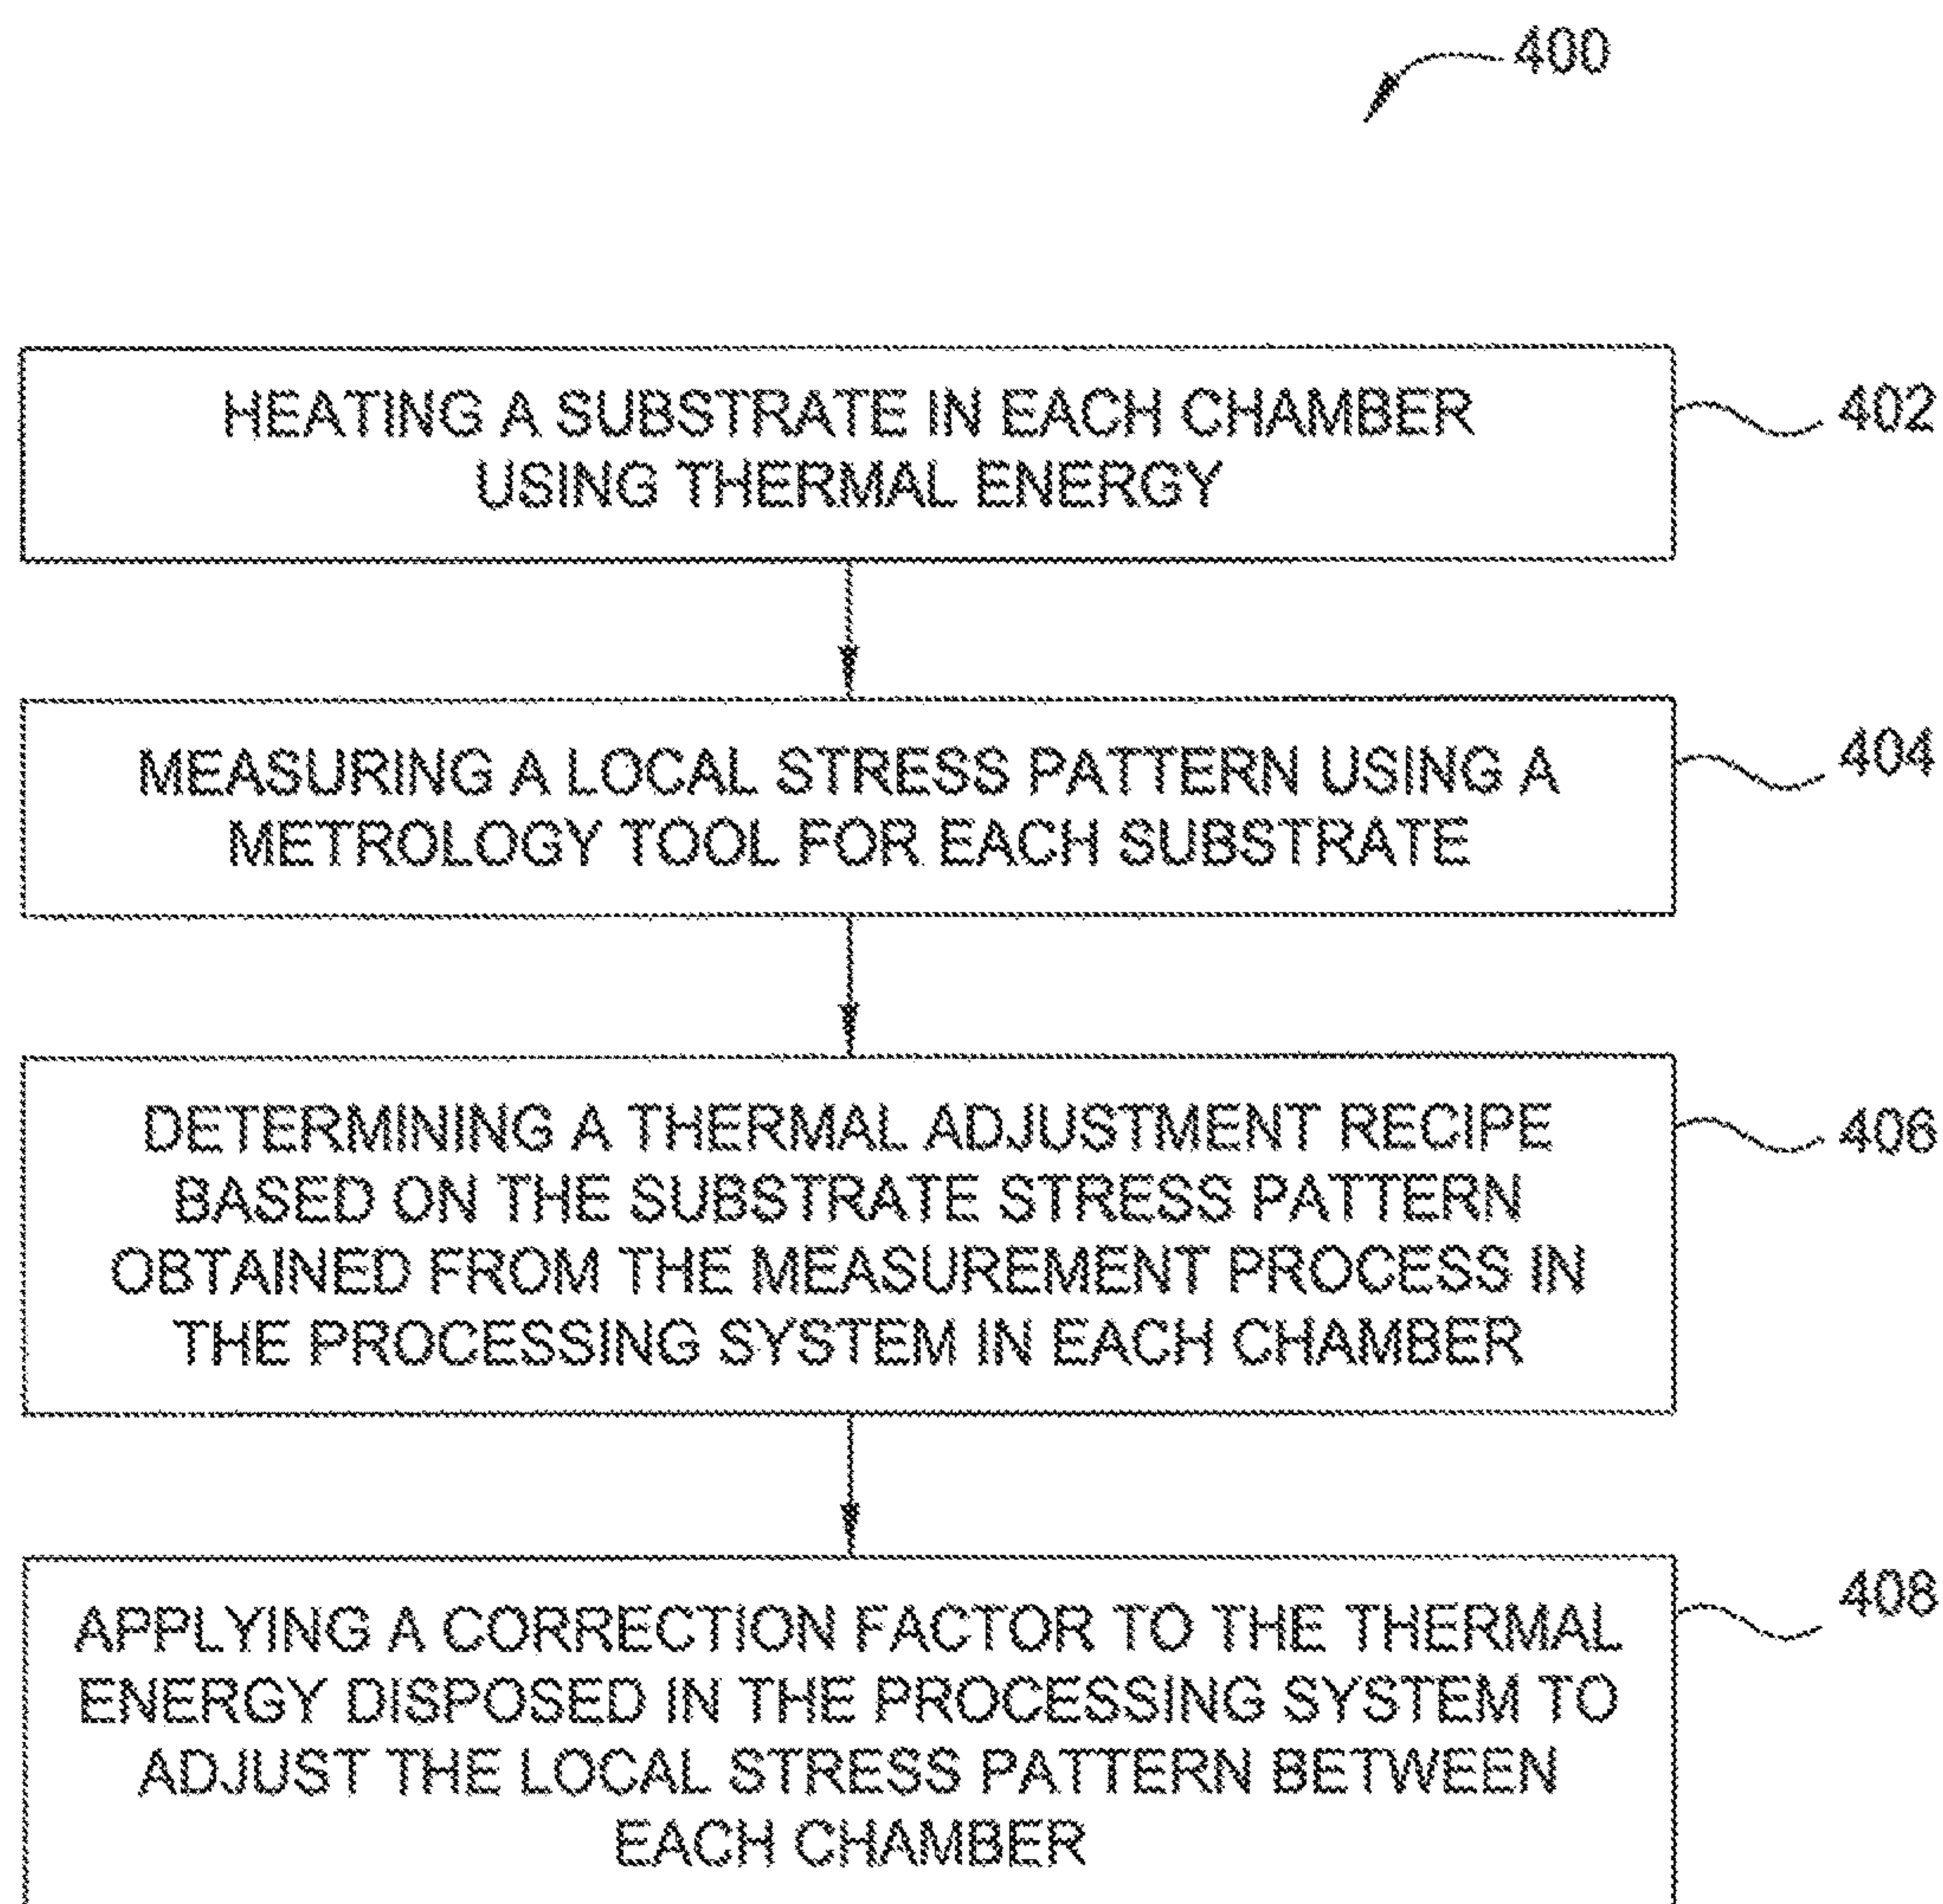 400
HEATING A SUBSTRATE IN EACH CHAMBER
USING THERMAL ENERGY
402
MEASURING A LOCAL STRESS PATTERN USING A
METROLOGY TOOL FOR EACH SUBSTRATE
404
DETERMINING A THERMAL ADJUSTMENT RECIPE
BASED ON THE SUBSTRATE STRESS PATTERN
OBTAINED FROM THE MEASUREMENT PROCESS IN
THE PROCESSING SYSTEM IN EACH CHAMBER
406
APPLYING A CORRECTION FACTOR TO THE THERMAL
ENERGY DISPOSED IN THE PROCESSING SYSTEM TO
ADJUST THE LOCAL STRESS PATTERN BETWEEN
EACH CHAMBER
408